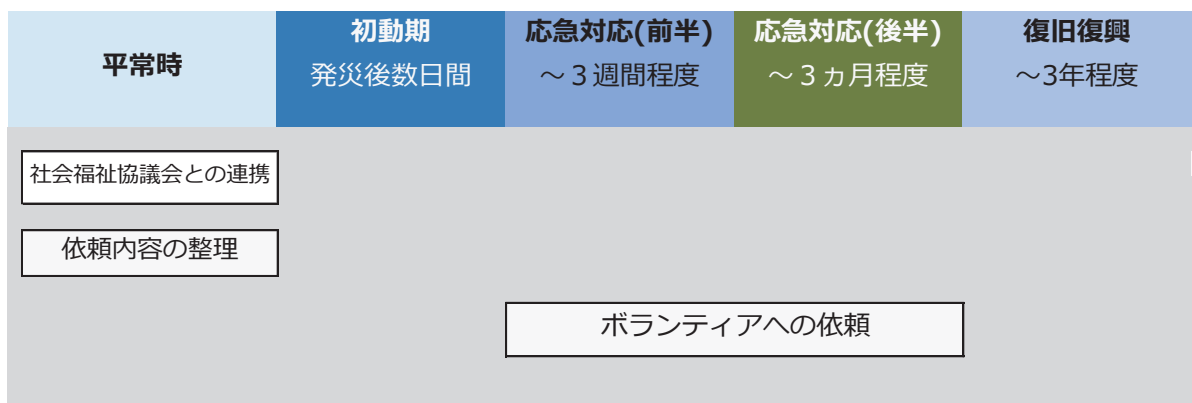 平常時
初動期
発災後数日間
応急対応(前半)
～３週間程度
応急対応(後半)
～３ヵ月程度
復旧復興
～3年程度
社会福祉協議会との連携
依頼内容の整理
ボランティアへの依頼